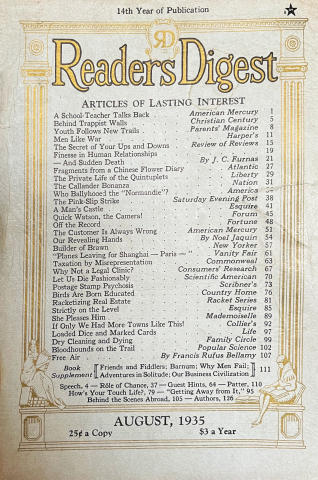 14th Year of Publication
RD
Readers Digest
ARTICLES OF LASTING INTEREST
A School-Teacher Talks Back American Mercury 1
Behind Trappist Walls Christian Century 5
Youth Follows New Trails Parents' Magazine 8
Men Like War Harper's 11
The Secret of Your Ups and Downs Review of Reviews 15
Finesse in Human Relationships 19
— And Sudden Death By J. C. Furnas 21
Fragments from a Chinese Flower Diary Atlantic 27
The Private Life of the Quintuplets Liberty 29
The Callander Bonanza Nation 31
Who Ballyhooed the "Normandie"? America
The Pink-Slip Strike Saturday Evening Post 38
A Man's Castle Esquire 41
Quick Watson, the Camera! Forum 45
Off the Record Fortune 48
The Customer Is Always Wrong American Mercury 51
Our Revealing Hands By Noel Jaquin 54
Builder of Brawn New Yorker 57
"Planes Leaving for Shanghai — Paris —" Vanity Fair 61
Taxation by Misrepresentation Commonweal 63
Why Not a Legal Clinic? Consumers' Research 67
Let Us Die Fashionably Scientific American 70
Postage Stamp Psychosis Scribner's 73
Birds Are Born Educated Country Home 76
Racketizing Real Estate Racket Series 81
Strictly on the Level Esquire 85
She Pleases Him Mademoiselle 89
If Only We Had More Towns Like This! Collier's 92
Loaded Dice and Marked Cards Life 97
Dry Cleaning and Dying Family Circle 99
Bloodhounds on the Trail Popular Science 102
Free Air By Francis Rufus Bellamy 107
Book Supplement [Friends and Fiddlers; Barnum; Why Men Fail; Adventures in Solitude; Our Business Civilization] 111
Speech, 4 — Rôle of Chance, 37 — Guest Hints, 64 — Patter, 110
How's Your Touch Life?, 79 — "Getting Away from It," 95
Behind the Scenes Abroad, 105 — Authors, 126
AUGUST, 1935
25¢ a Copy $3 a Year